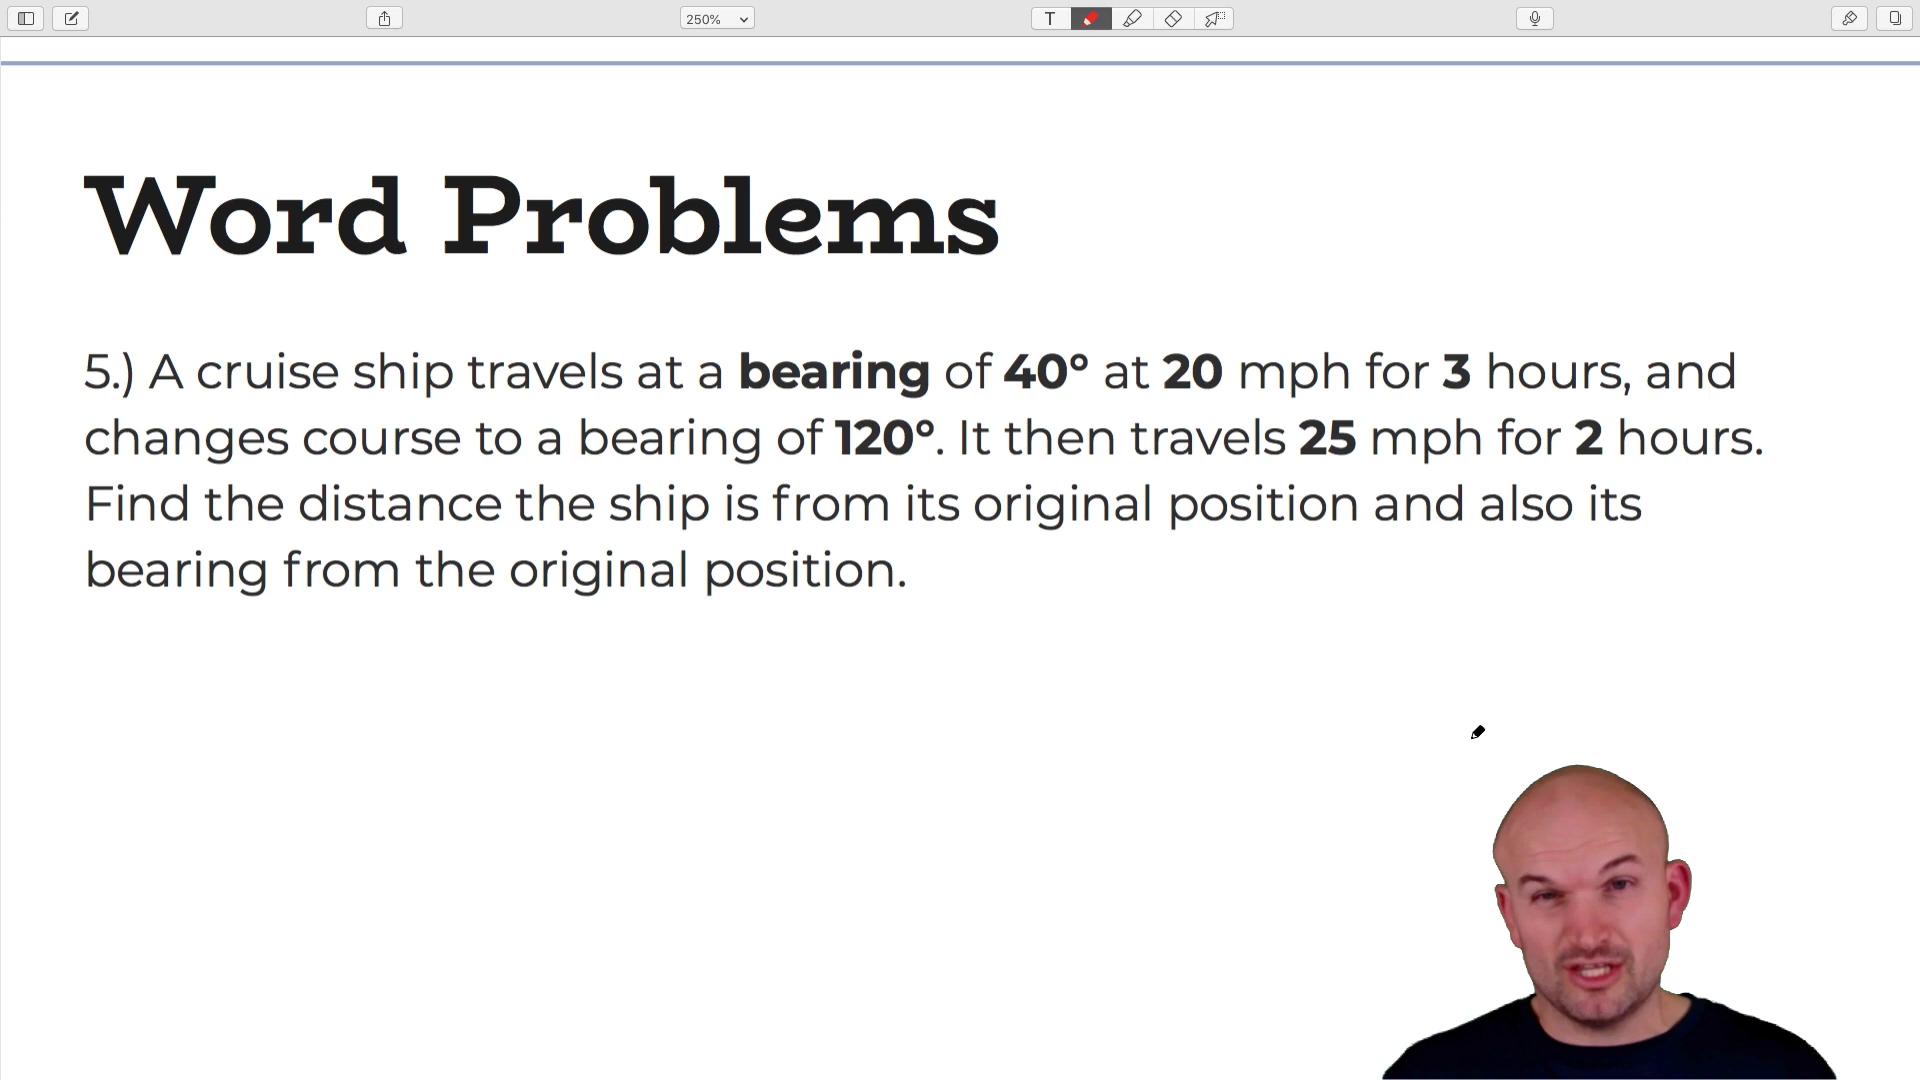 250%
T
Word Problems
5.) A cruise ship travels at a bearing of 40° at 20 mph for 3 hours, and
changes course to a bearing of 120°. It then travels 25 mph for 2 hours.
Find the distance the ship is from its original position and also its
bearing from the original position.